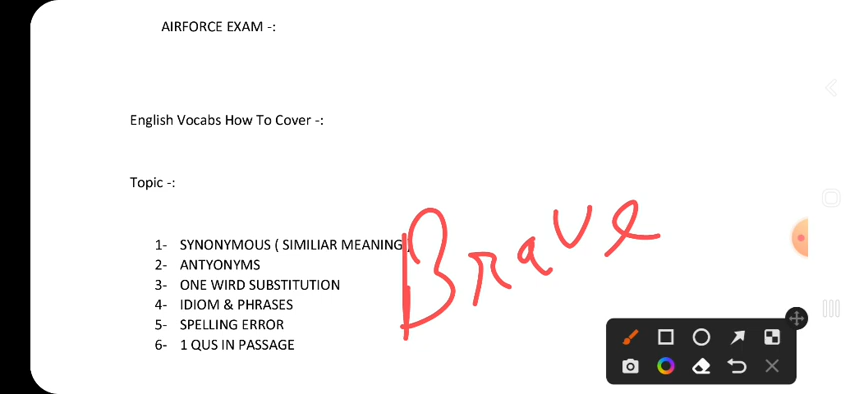 AIRFORCE EXAM -:
English Vocabs How To Cover -:
Topic -:
1- SYNONYMOUS ( SIMILIAR MEANING )
Brave
2- ANTYONYMS
3- ONE WIRD SUBSTITUTION
4- IDIOM & PHRASES
5- SPELLING ERROR
6- 1 QUS IN PASSAGE